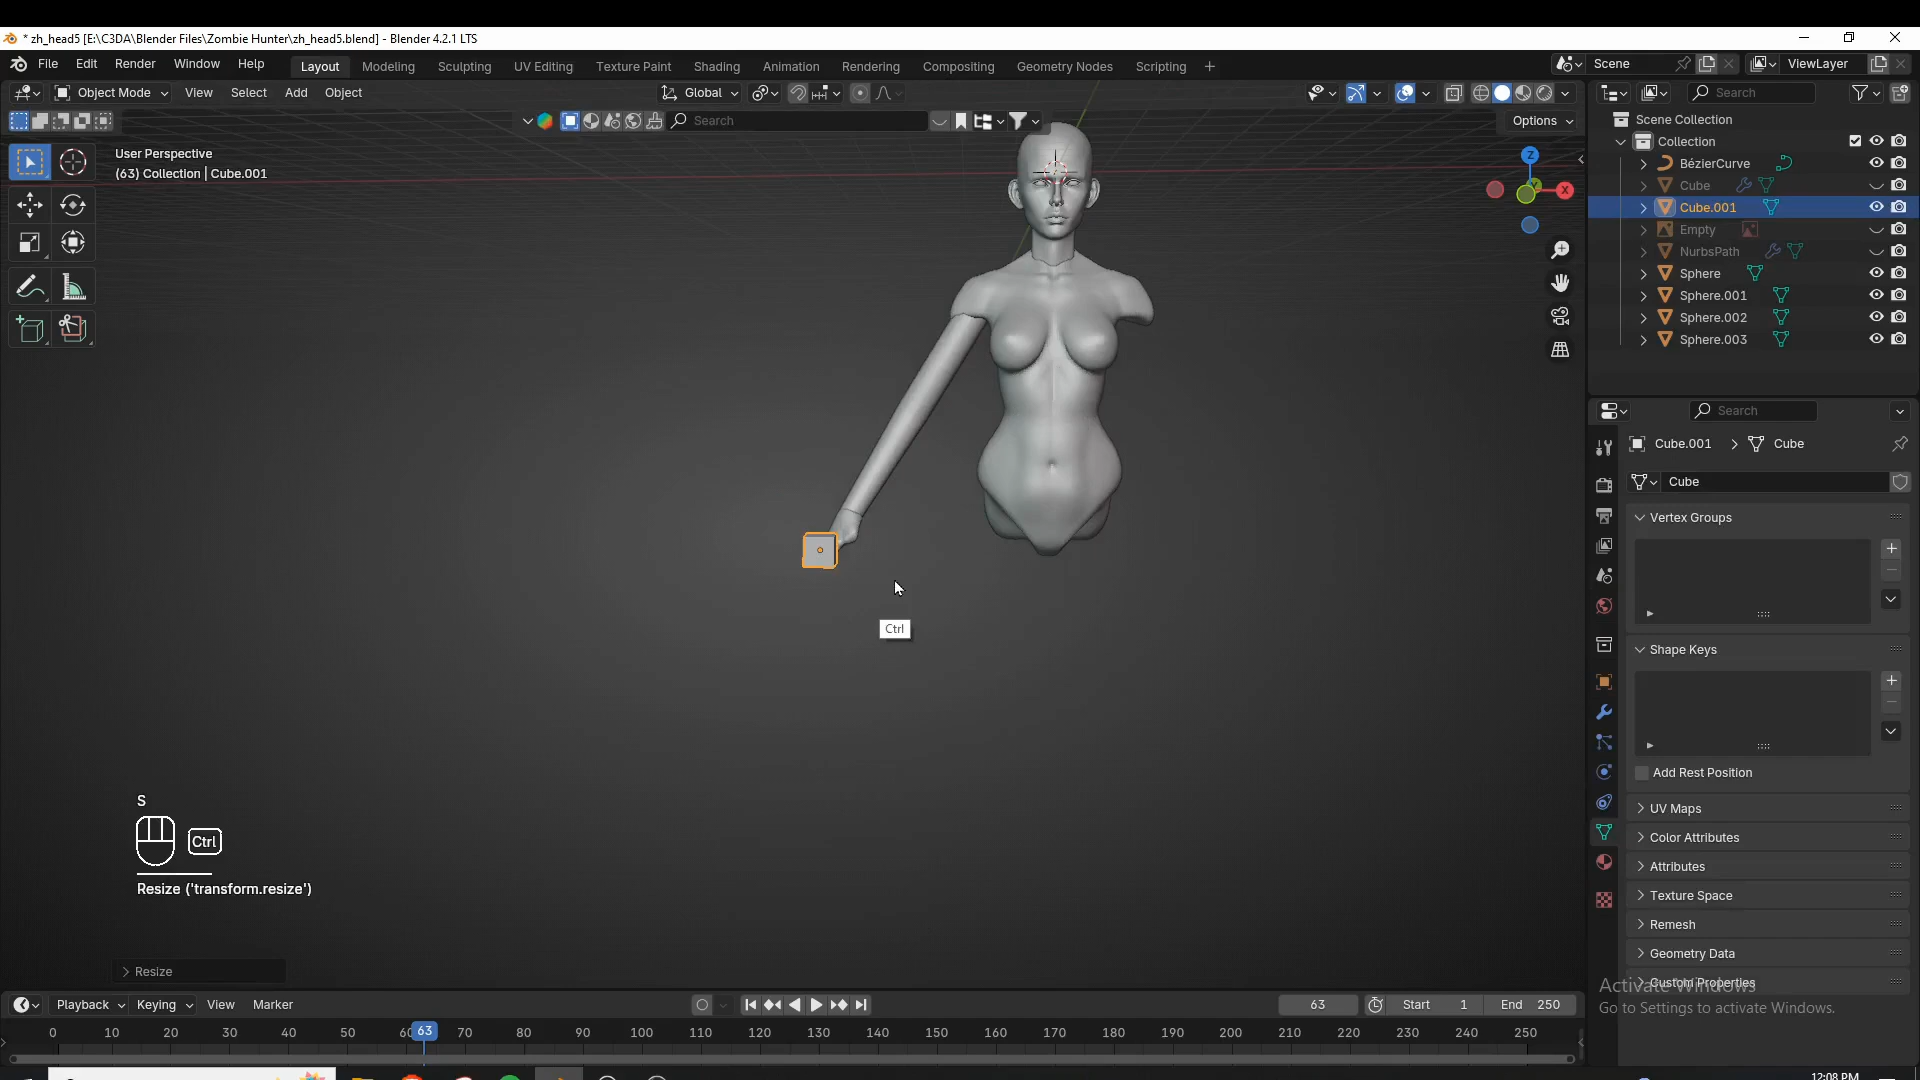 * zh_head5 [E:\C3DA\Blender Files\Zombie Hunter\zh_head5.blend] - Blender 4.2.1 LTS
File Edit Render Window Help Layout Modeling Sculpting UV Editing Texture Paint Shading Animation Rendering Compositing Geometry Nodes Scripting + Scene ViewLayer
Object Mode View Select Add Object Global Search
Search Options
User Perspective
(63) Collection | Cube.001
Z
X
Scene Collection
Collection
BézierCurve
Cube
Cube.001
Empty
NurbsPath
Sphere
Sphere.001
Sphere.002
Sphere.003
Search
Cube.001 > Cube
Cube
Vertex Groups
Shape Keys
Add Rest Position
UV Maps
Color Attributes
Attributes
Texture Space
Remesh
Geometry Data
Custom Properties
Activate Windows
Go to Settings to activate Windows.
Ctrl
S
Ctrl
Resize ('transform.resize')
Resize
Playback Keying View Marker 63 Start 1 End 250
0 10 20 30 40 50 60 63 70 80 90 100 110 120 130 140 150 160 170 180 190 200 210 220 230 240 250
12:08 PM